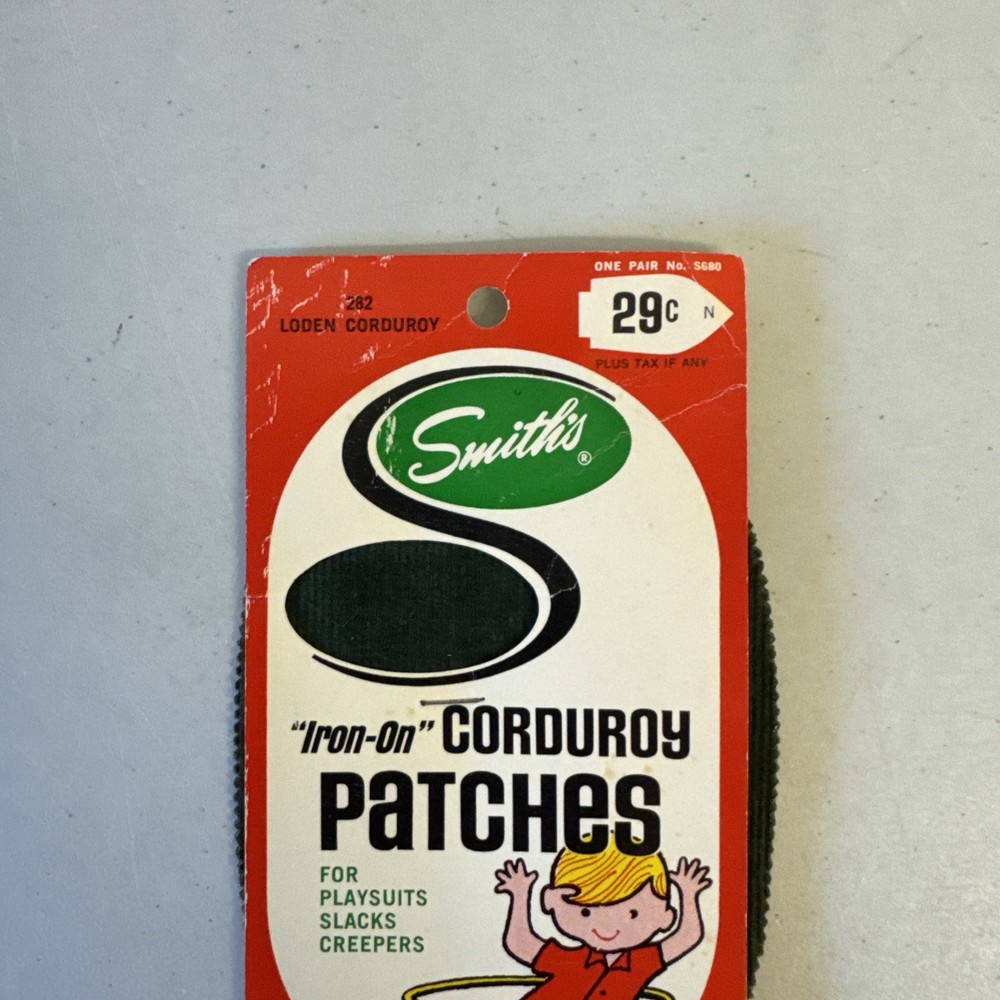 282
LODEN CORDUROY
ONE PAIR No. S680
29¢ N
PLUS TAX IF ANY
Smith's ®
"Iron-On" CORDUROY
PATCHES
FOR
PLAYSUITS
SLACKS
CREEPERS